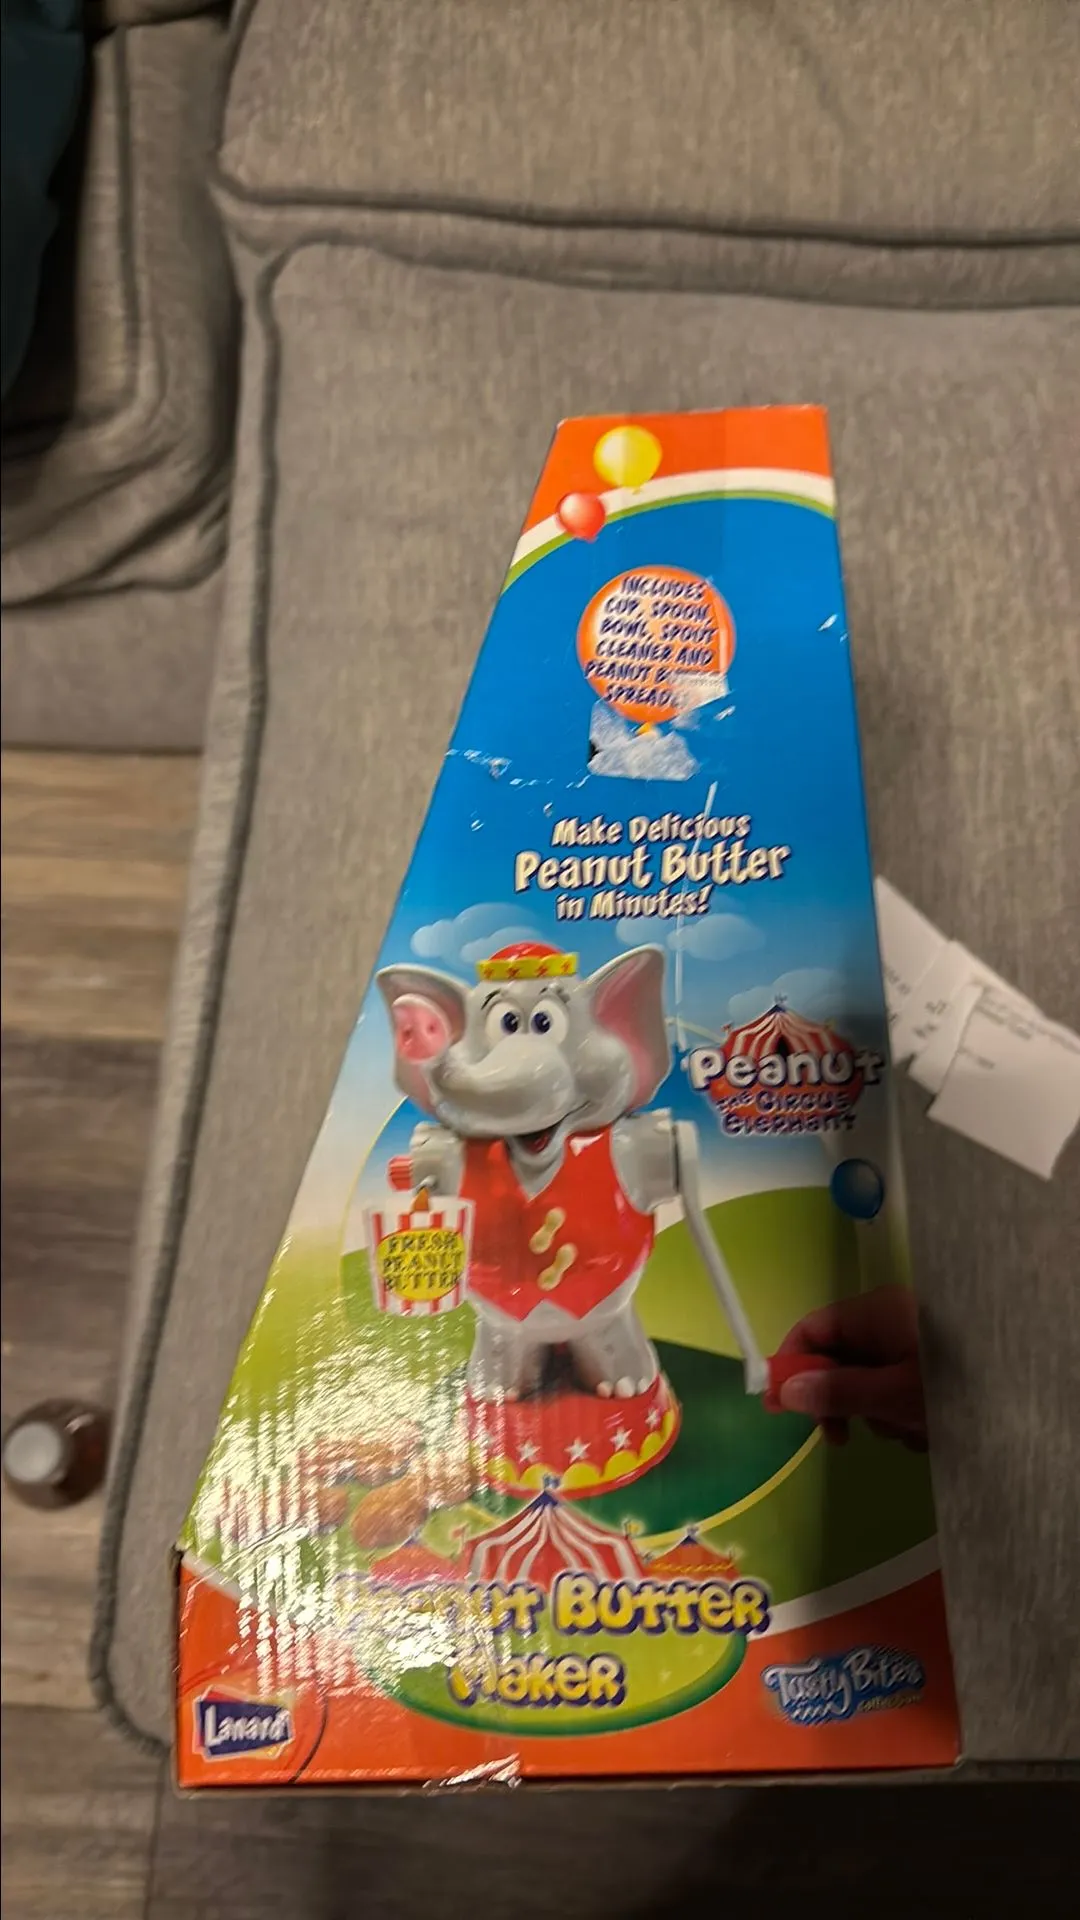 INCLUDES
CUP, SPOON,
BOWL, SPOUT
CLEANER AND
PEANUT
Make Delicious
Peanut Butter
in Minutes!
Peanut
the Circus
Elephant
FRESH
PEANUT
BUTTER
Peanut Butter
Maker
Lanard
Tasty Bites